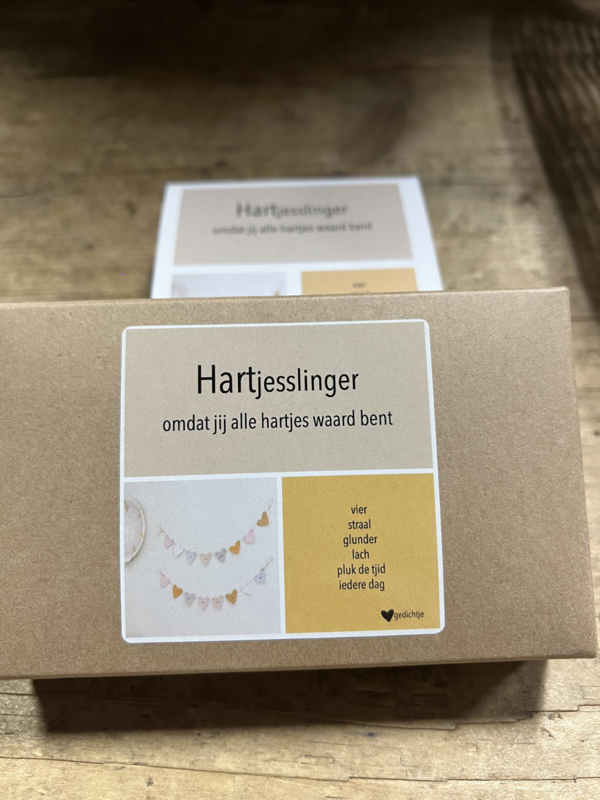 Hartjesslinger
omdat jij alle hartjes waard bent
vier
Hartjesslinger
omdat jij alle hartjes waard bent
vier
straal
glunder
lach
pluk de tjid
iedere dag
gedichtje